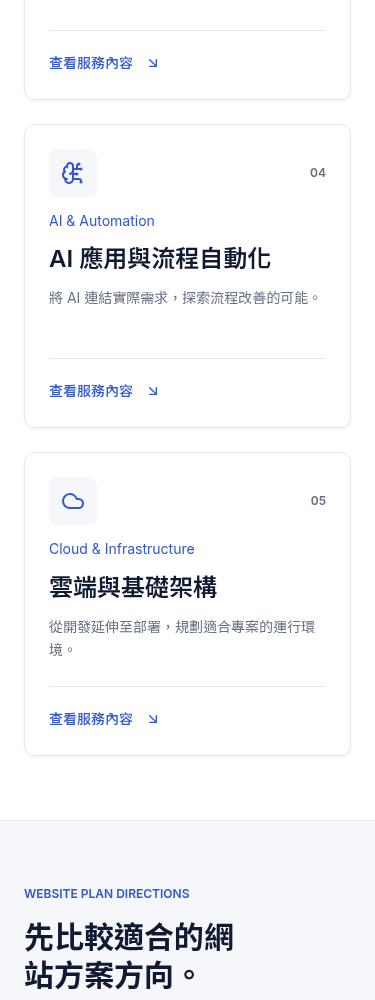 查看服務內容
04
AI & Automation
AI 應用與流程自動化
將 AI 連結實際需求，探索流程改善的可能。
查看服務內容
05
Cloud & Infrastructure
雲端與基礎架構
從開發延伸至部署，規劃適合專案的運行環
境。
查看服務內容
WEBSITE PLAN DIRECTIONS
先比較適合的網
站方案方向。